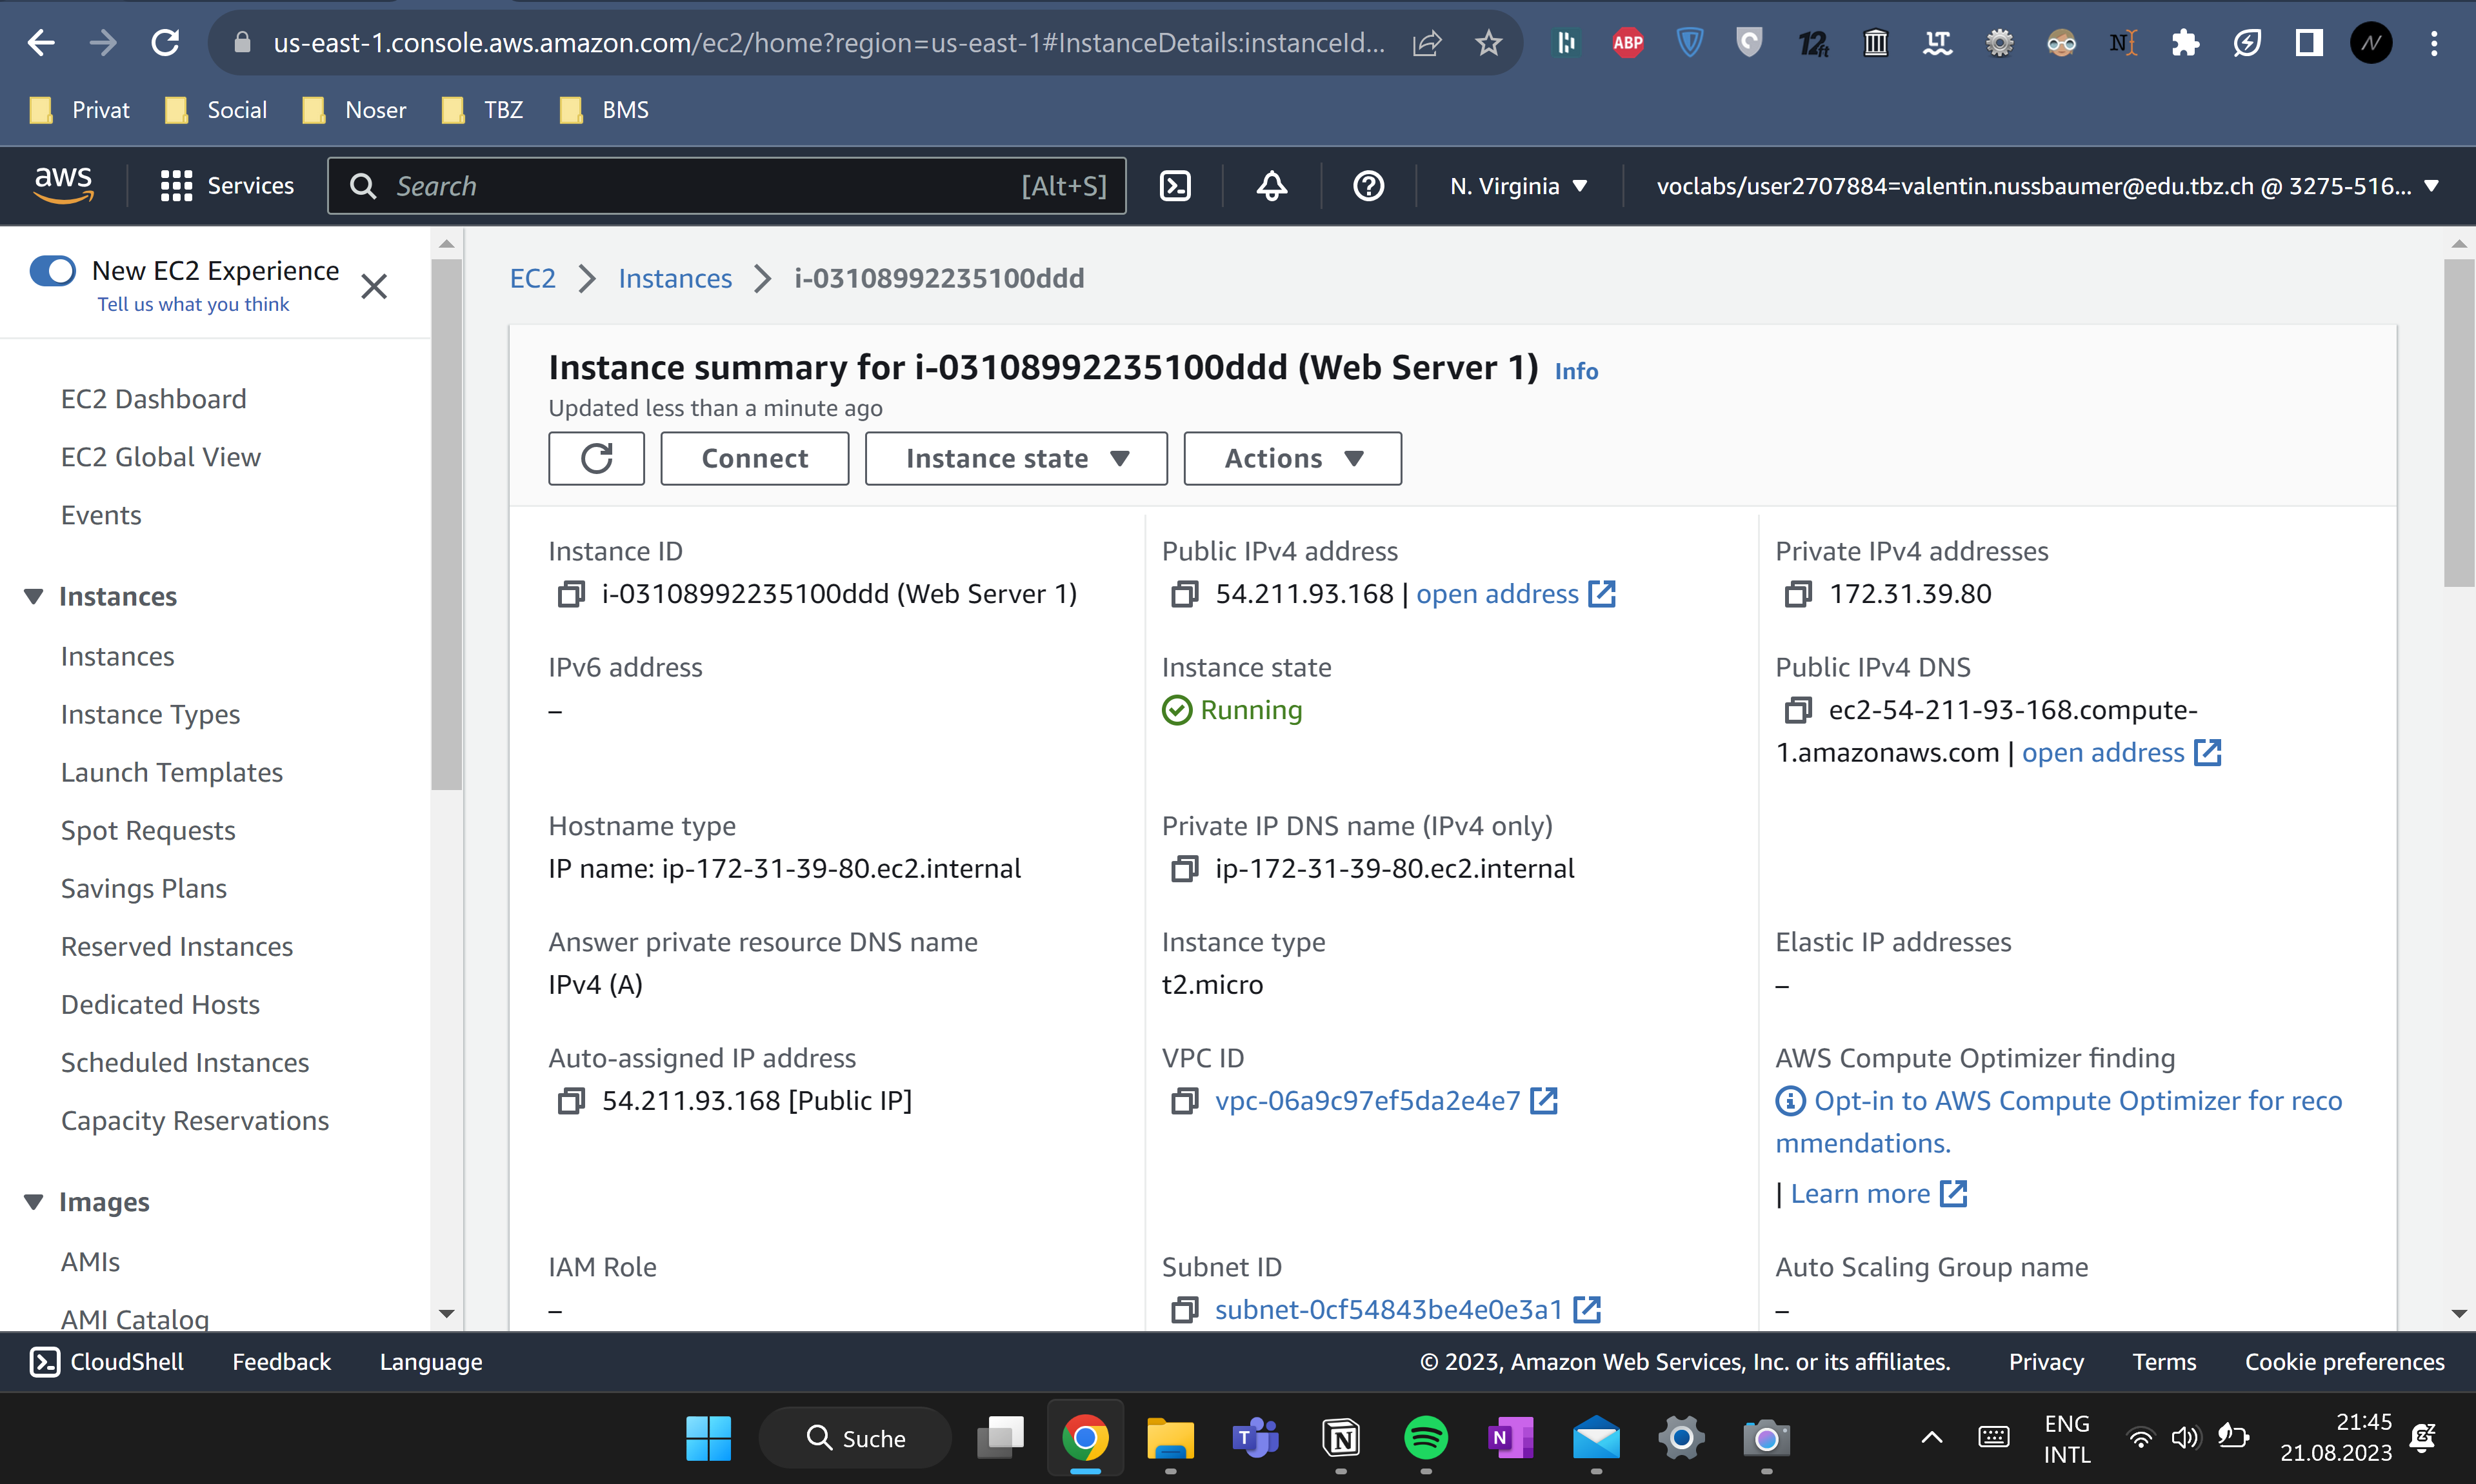 us-east-1.console.aws.amazon.com/ec2/home?region=us-east-1#InstanceDetails:instanceId...
ABP
12ft
LT
N
Privat
Social
Noser
TBZ
BMS
aws
Services
Search
[Alt+S]
N. Virginia
voclabs/user2707884=valentin.nussbaumer@edu.tbz.ch @ 3275-516...
New EC2 Experience
Tell us what you think
EC2 Dashboard
EC2 Global View
Events
Instances
Instances
Instance Types
Launch Templates
Spot Requests
Savings Plans
Reserved Instances
Dedicated Hosts
Scheduled Instances
Capacity Reservations
Images
AMIs
AMI Catalog
EC2
Instances
i-03108992235100ddd
Instance summary for i-03108992235100ddd (Web Server 1) Info
Updated less than a minute ago
Connect
Instance state
Actions
Instance ID
i-03108992235100ddd (Web Server 1)
Public IPv4 address
54.211.93.168 | open address
Private IPv4 addresses
172.31.39.80
IPv6 address
–
Instance state
Running
Public IPv4 DNS
ec2-54-211-93-168.compute-
1.amazonaws.com | open address
Hostname type
IP name: ip-172-31-39-80.ec2.internal
Private IP DNS name (IPv4 only)
ip-172-31-39-80.ec2.internal
Answer private resource DNS name
IPv4 (A)
Instance type
t2.micro
Elastic IP addresses
–
Auto-assigned IP address
54.211.93.168 [Public IP]
VPC ID
vpc-06a9c97ef5da2e4e7
AWS Compute Optimizer finding
Opt-in to AWS Compute Optimizer for reco
mmendations.
| Learn more
IAM Role
–
Subnet ID
subnet-0cf54843be4e0e3a1
Auto Scaling Group name
–
CloudShell
Feedback
Language
© 2023, Amazon Web Services, Inc. or its affiliates.
Privacy
Terms
Cookie preferences
Suche
ENG
INTL
21:45
21.08.2023